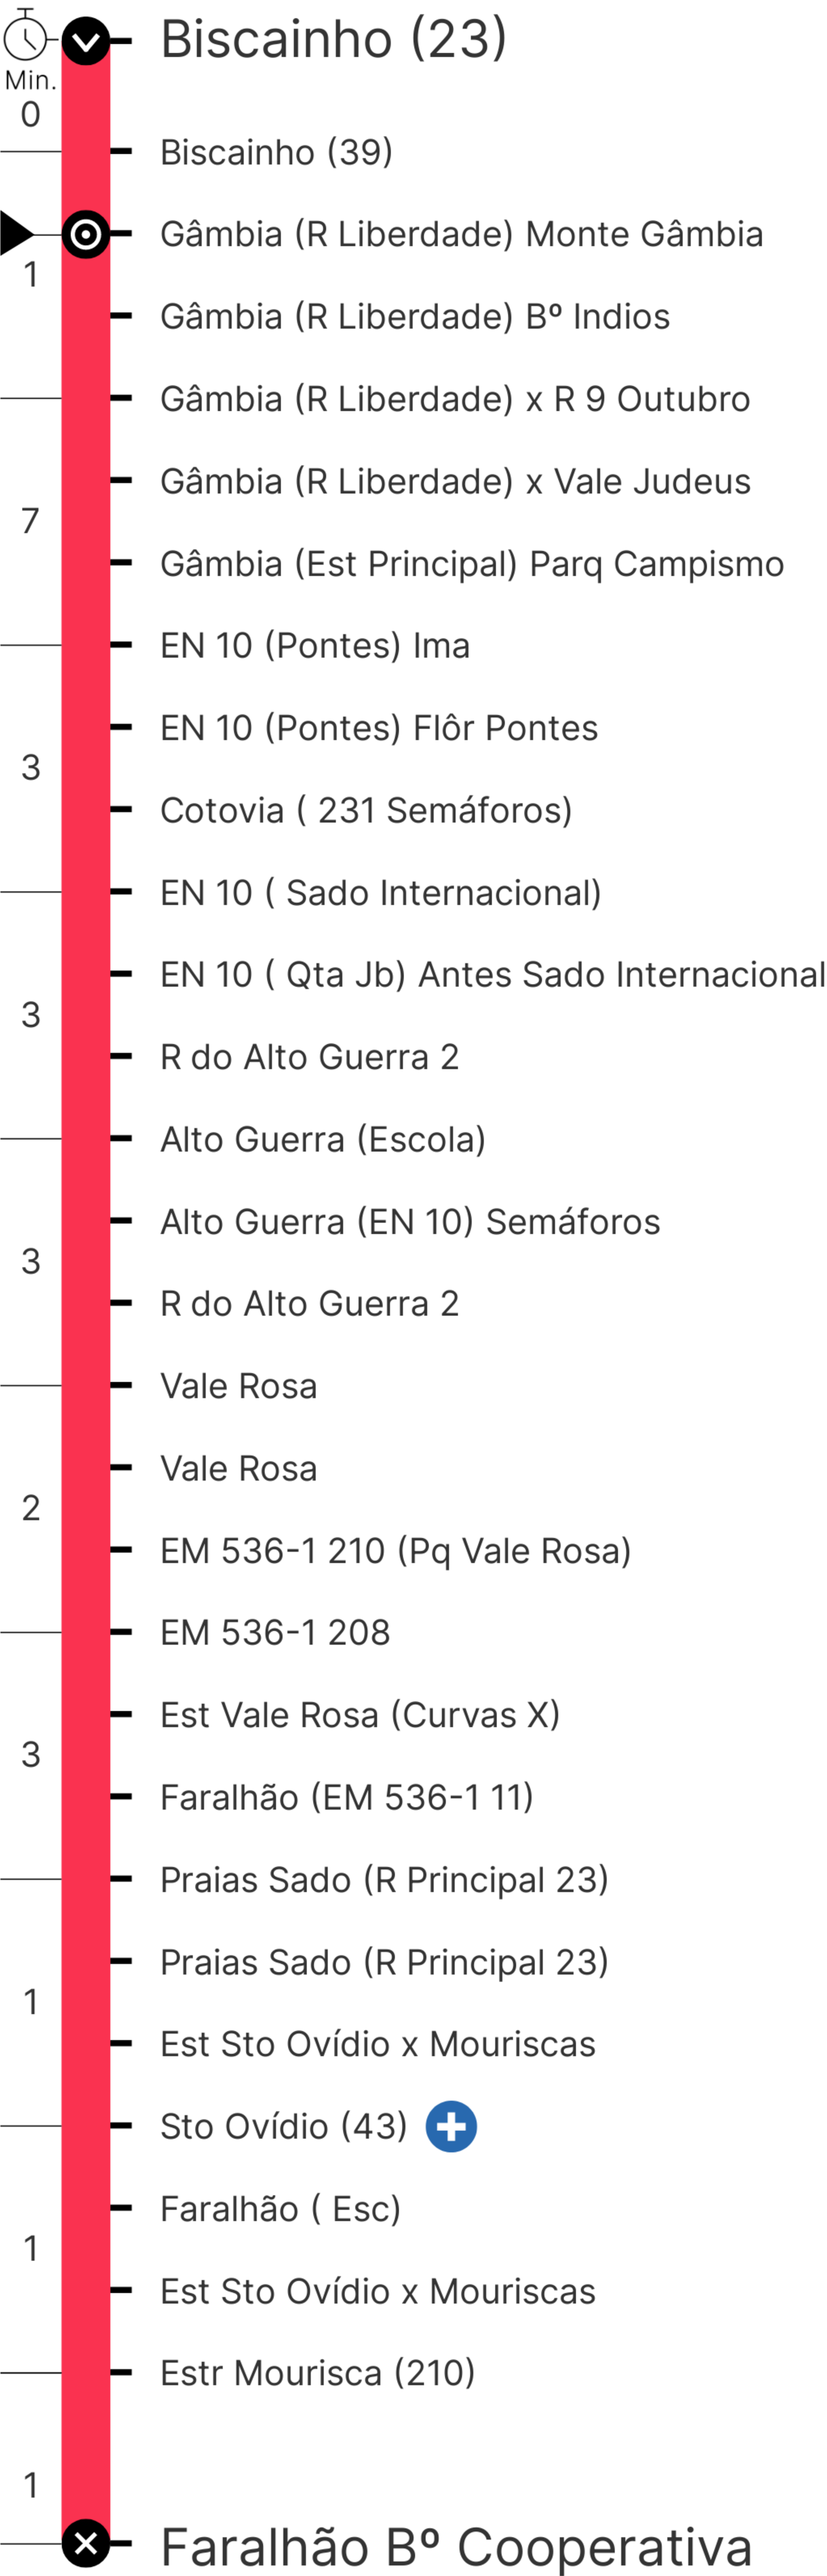 Biscainho (23)
Min.
0
Biscainho (39)
Gâmbia (R Liberdade) Monte Gâmbia
1
Gâmbia (R Liberdade) Bº Indios
Gâmbia (R Liberdade) x R 9 Outubro
Gâmbia (R Liberdade) x Vale Judeus
7
Gâmbia (Est Principal) Parq Campismo
EN 10 (Pontes) Ima
EN 10 (Pontes) Flôr Pontes
3
Cotovia ( 231 Semáforos)
EN 10 ( Sado Internacional)
EN 10 ( Qta Jb) Antes Sado Internacional
3
R do Alto Guerra 2
Alto Guerra (Escola)
Alto Guerra (EN 10) Semáforos
3
R do Alto Guerra 2
Vale Rosa
Vale Rosa
2
EM 536-1 210 (Pq Vale Rosa)
EM 536-1 208
Est Vale Rosa (Curvas X)
3
Faralhão (EM 536-1 11)
Praias Sado (R Principal 23)
Praias Sado (R Principal 23)
1
Est Sto Ovídio x Mouriscas
Sto Ovídio (43)
Faralhão ( Esc)
1
Est Sto Ovídio x Mouriscas
Estr Mourisca (210)
1
Faralhão Bº Cooperativa